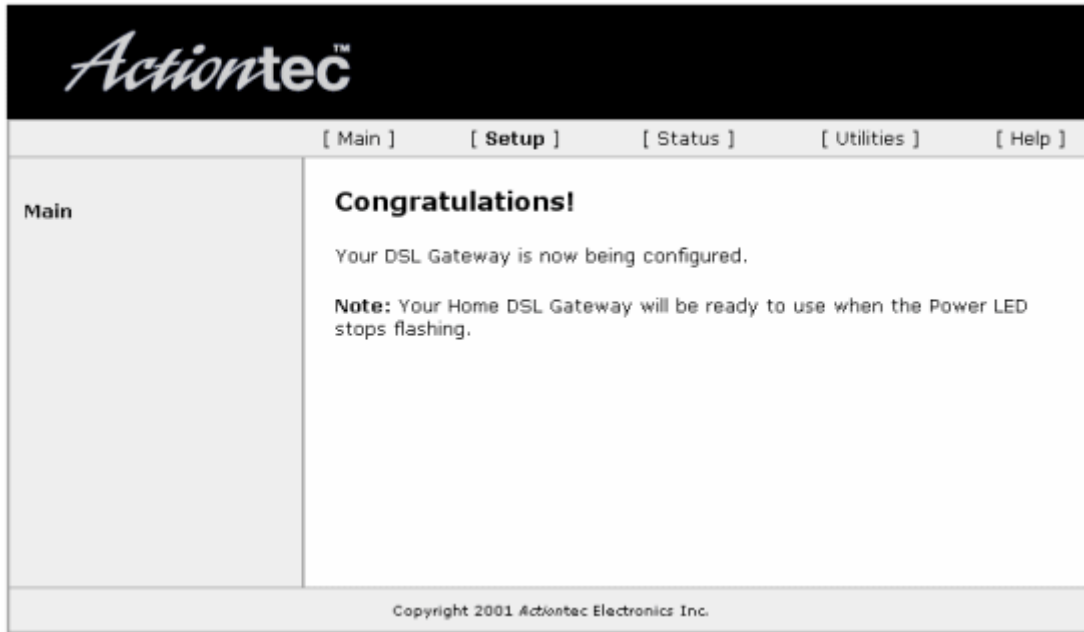 Actiontec™
[ Main ] [ Setup ] [ Status ] [ Utilities ] [ Help ]
Main
Congratulations!
Your DSL Gateway is now being configured.
Note: Your Home DSL Gateway will be ready to use when the Power LED
stops flashing.
Copyright 2001 Actiontec Electronics Inc.